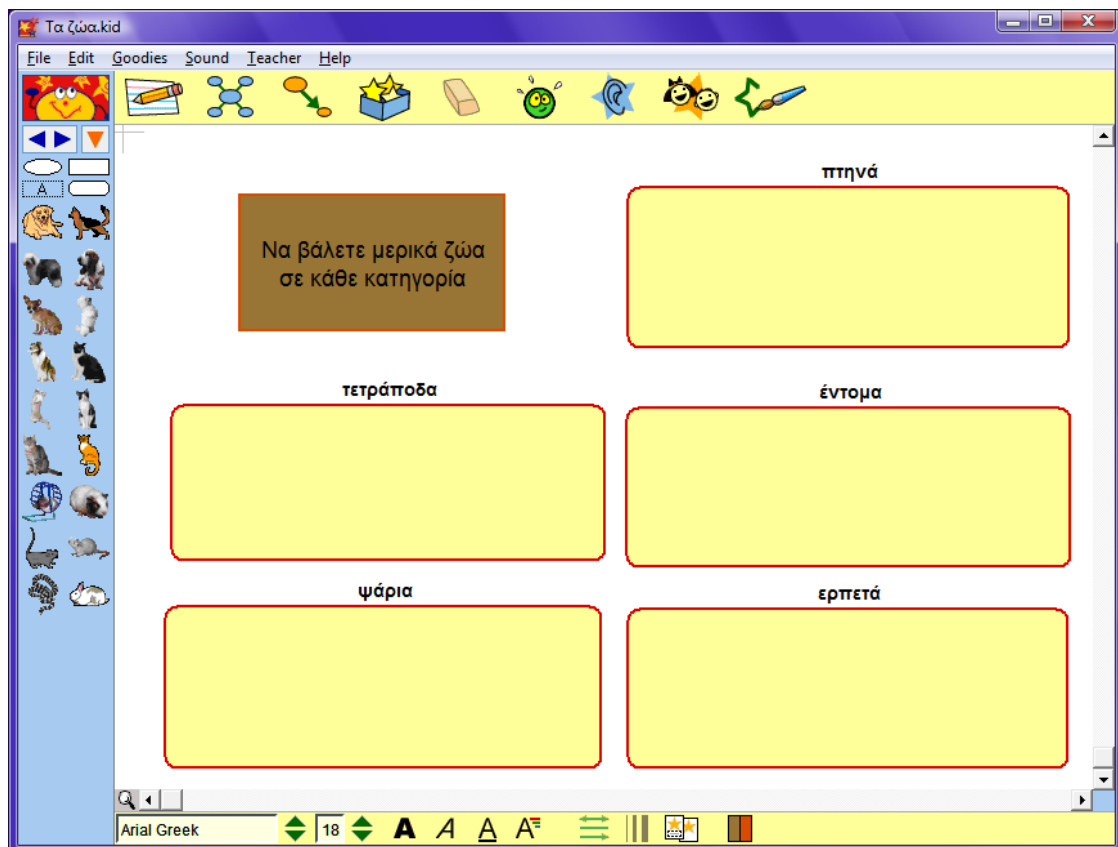 Τα ζώα.kid
File Edit Goodies Sound Teacher Help
A
πτηνά
Να βάλετε μερικά ζώα
σε κάθε κατηγορία
τετράποδα
έντομα
ψάρια
ερπετά
Arial Greek 18 A A A A